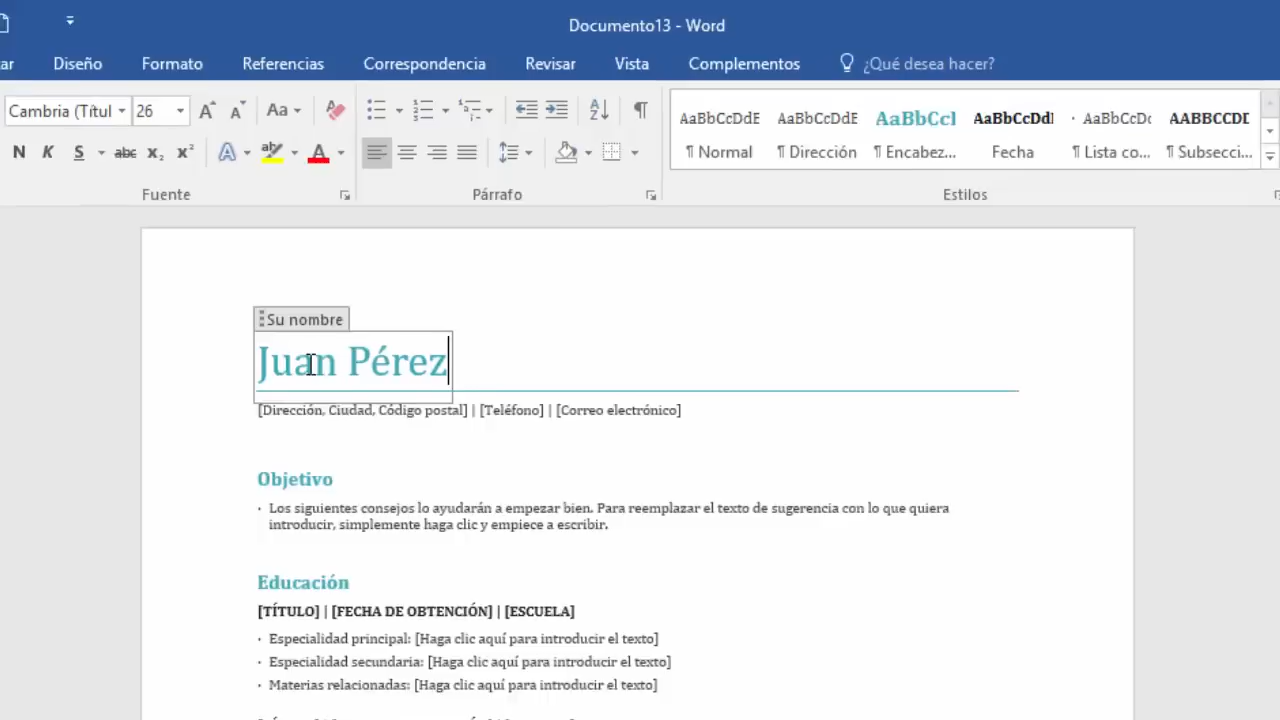 Documento13 - Word
ar Diseño Formato Referencias Correspondencia Revisar Vista Complementos ¿Qué desea hacer?
Cambria (Títul 26 Aa
AaBbCcDdE AaBbCcDdE AaBbCcl AaBbCcDdl · AaBbCcDc AABBCCDI
N K S abc x₂ x² A aby A
¶ Normal ¶ Dirección ¶ Encabez... Fecha ¶ Lista co... ¶ Subsecci...
Fuente Párrafo Estilos
Su nombre
Juan Pérez
[Dirección, Ciudad, Código postal] | [Teléfono] | [Correo electrónico]
Objetivo
· Los siguientes consejos lo ayudarán a empezar bien. Para reemplazar el texto de sugerencia con lo que quiera
introducir, simplemente haga clic y empiece a escribir.
Educación
[TÍTULO] | [FECHA DE OBTENCIÓN] | [ESCUELA]
· Especialidad principal: [Haga clic aquí para introducir el texto]
· Especialidad secundaria: [Haga clic aquí para introducir el texto]
· Materias relacionadas: [Haga clic aquí para introducir el texto]